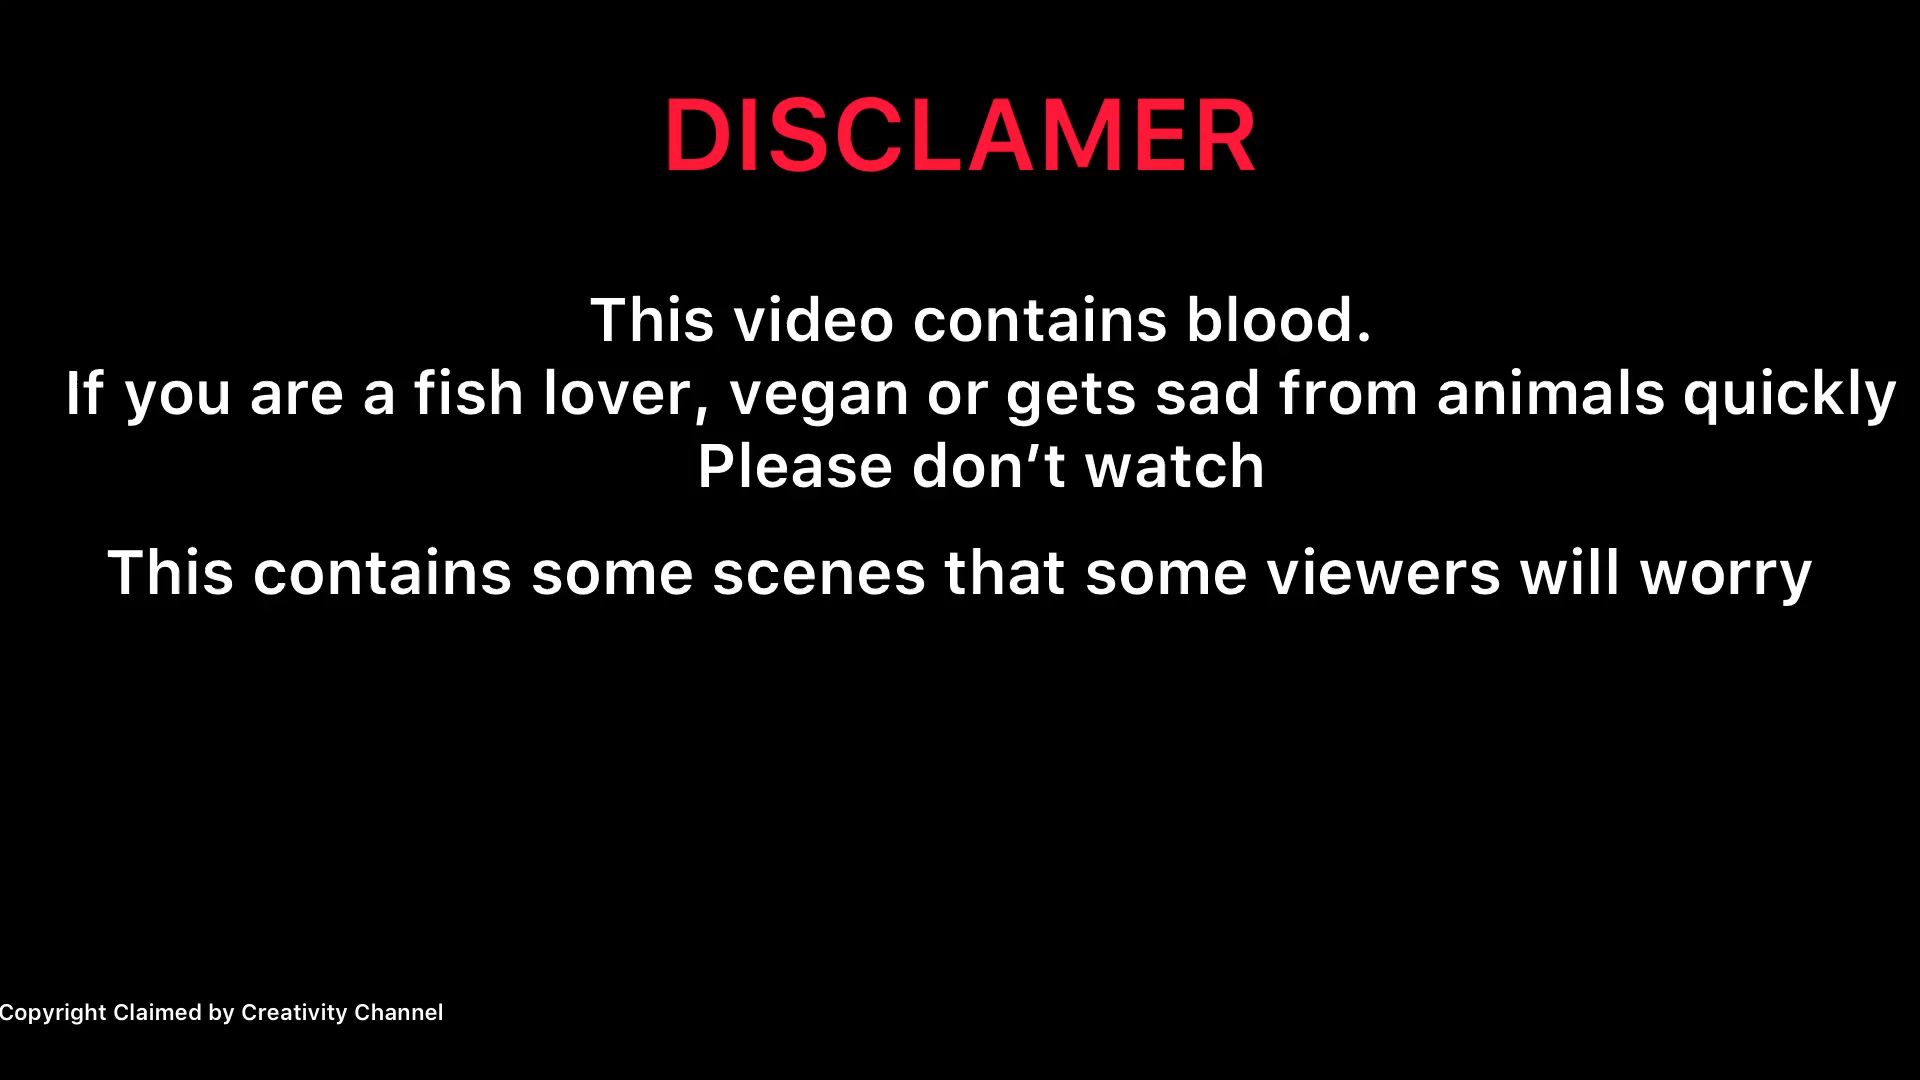 DISCLAMER
This video contains blood.
If you are a fish lover, vegan or gets sad from animals quickly
Please don’t watch
This contains some scenes that some viewers will worry
Copyright Claimed by Creativity Channel